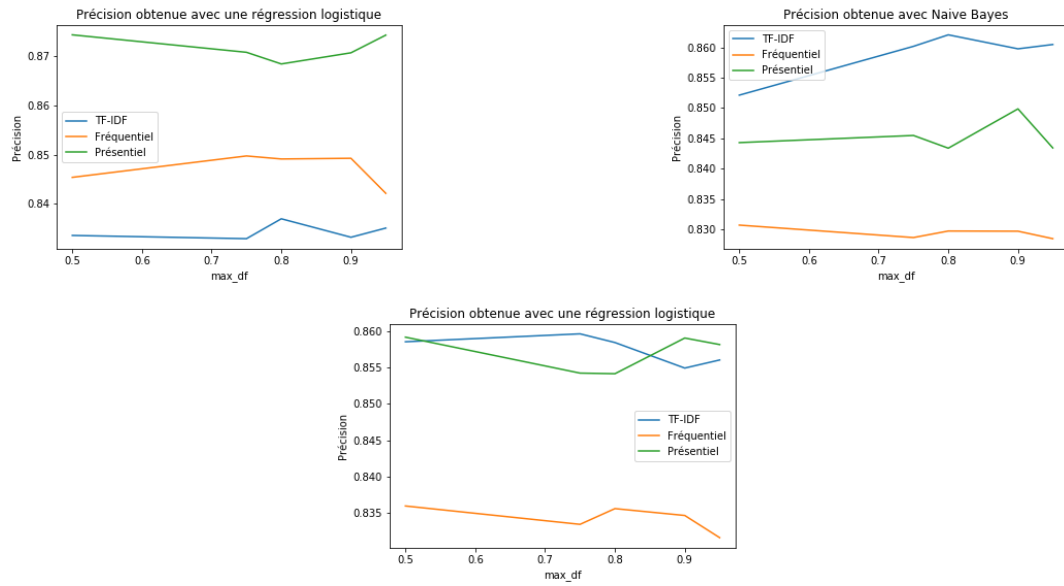 Précision obtenue avec une régression logistique
Précision
0.87
0.86
0.85
0.84
TF-IDF
Fréquentiel
Présentiel
0.5 0.6 0.7 0.8 0.9
max_df
Précision obtenue avec Naive Bayes
Précision
0.860
0.855
0.850
0.845
0.840
0.835
0.830
TF-IDF
Fréquentiel
Présentiel
0.5 0.6 0.7 0.8 0.9
max_df
Précision obtenue avec une régression logistique
Précision
0.860
0.855
0.850
0.845
0.840
0.835
TF-IDF
Fréquentiel
Présentiel
0.5 0.6 0.7 0.8 0.9
max_df